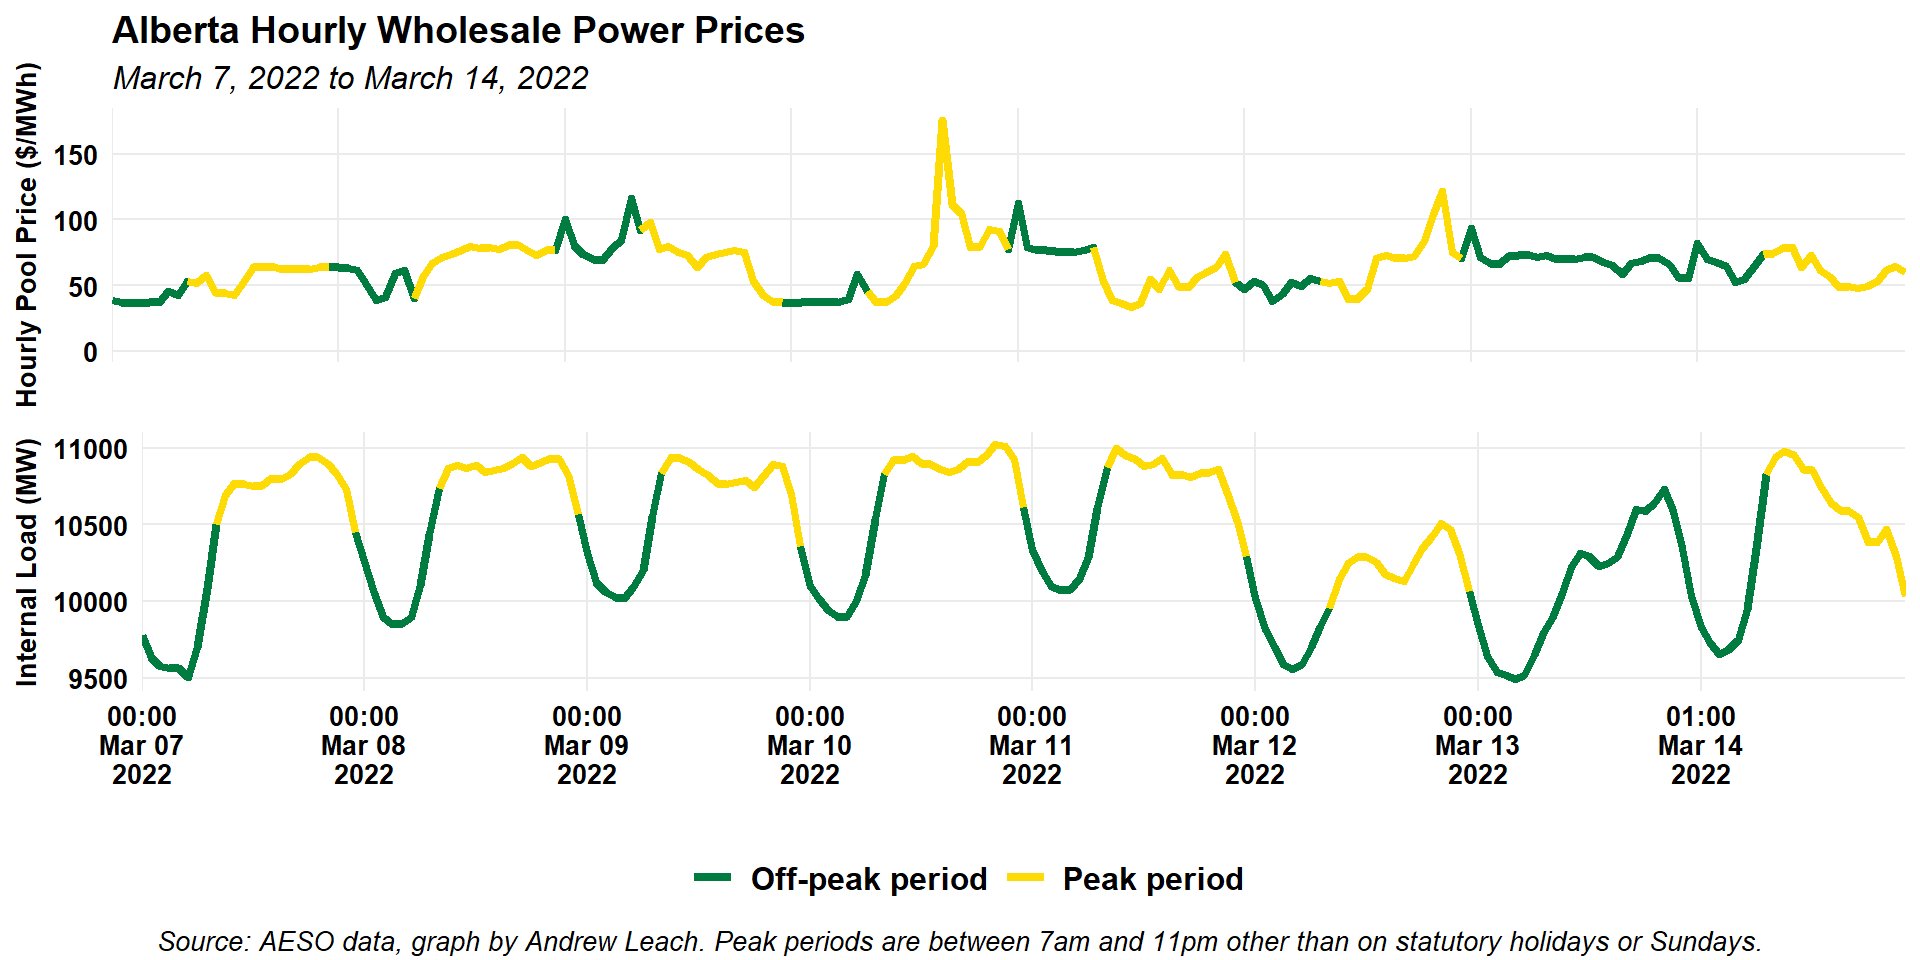 Alberta Hourly Wholesale Power Prices
March 7, 2022 to March 14, 2022
Hourly Pool Price ($/MWh)
150
100
50
0
Internal Load (MW)
11000
10500
10000
9500
00:00 00:00 00:00 00:00 00:00 00:00 00:00 01:00
Mar 07 Mar 08 Mar 09 Mar 10 Mar 11 Mar 12 Mar 13 Mar 14
2022 2022 2022 2022 2022 2022 2022 2022
Off-peak period Peak period
Source: AESO data, graph by Andrew Leach. Peak periods are between 7am and 11pm other than on statutory holidays or Sundays.